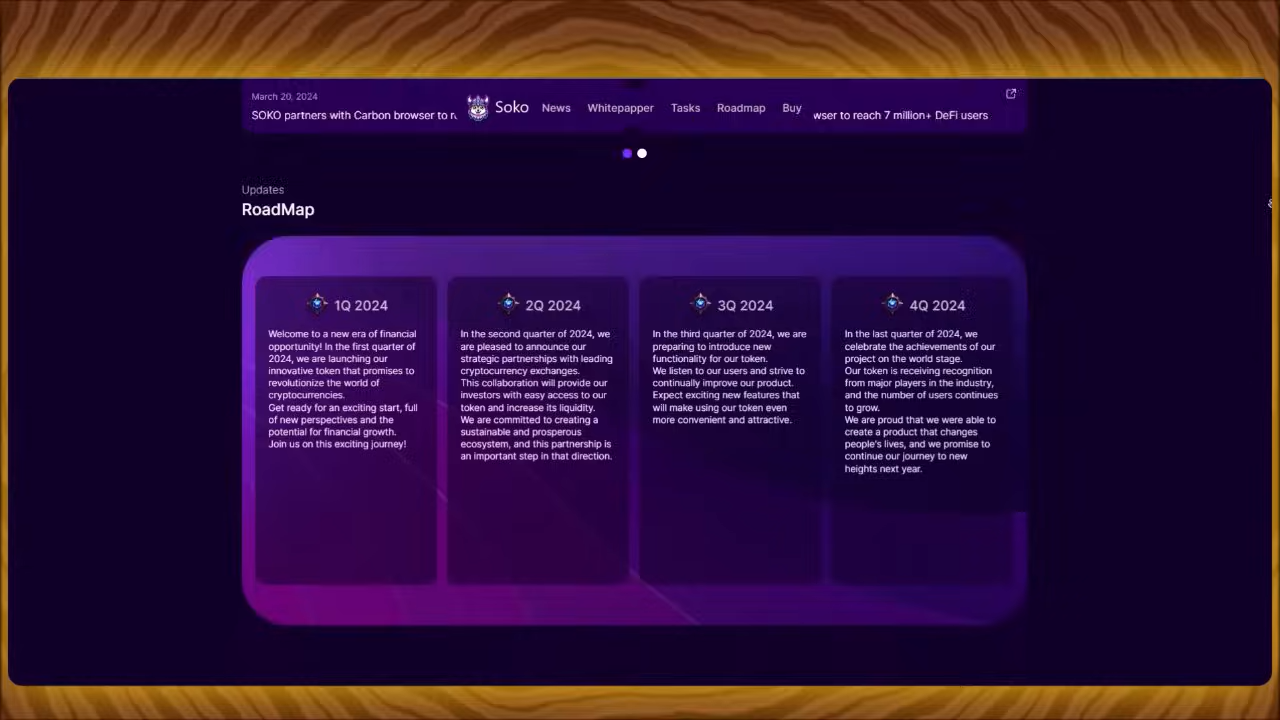 March 20, 2024
SOKO partners with Carbon browser to
Soko News Whitepapper Tasks Roadmap Buy
wser to reach 7 million+ DeFi users
Updates
RoadMap
1Q 2024
Welcome to a new era of financial
opportunity! In the first quarter of
2024, we are launching our
innovative token that promises to
revolutionize the world of
cryptocurrencies.
Get ready for an exciting start, full
of new perspectives and the
potential for financial growth.
Join us on this exciting journey!
2Q 2024
In the second quarter of 2024, we
are pleased to announce our
strategic partnerships with leading
cryptocurrency exchanges.
This collaboration will provide our
investors with easy access to our
token and increase its liquidity.
We are committed to creating a
sustainable and prosperous
ecosystem, and this partnership is
an important step in that direction.
3Q 2024
In the third quarter of 2024, we are
preparing to introduce new
functionality for our token.
We listen to our users and strive to
continually improve our product.
Expect exciting new features that
will make using our token even
more convenient and attractive.
4Q 2024
In the last quarter of 2024, we
celebrate the achievements of our
project on the world stage.
Our token is receiving recognition
from major players in the industry,
and the number of users continues
to grow.
We are proud that we were able to
create a product that changes
people's lives, and we promise to
continue our journey to new
heights next year.